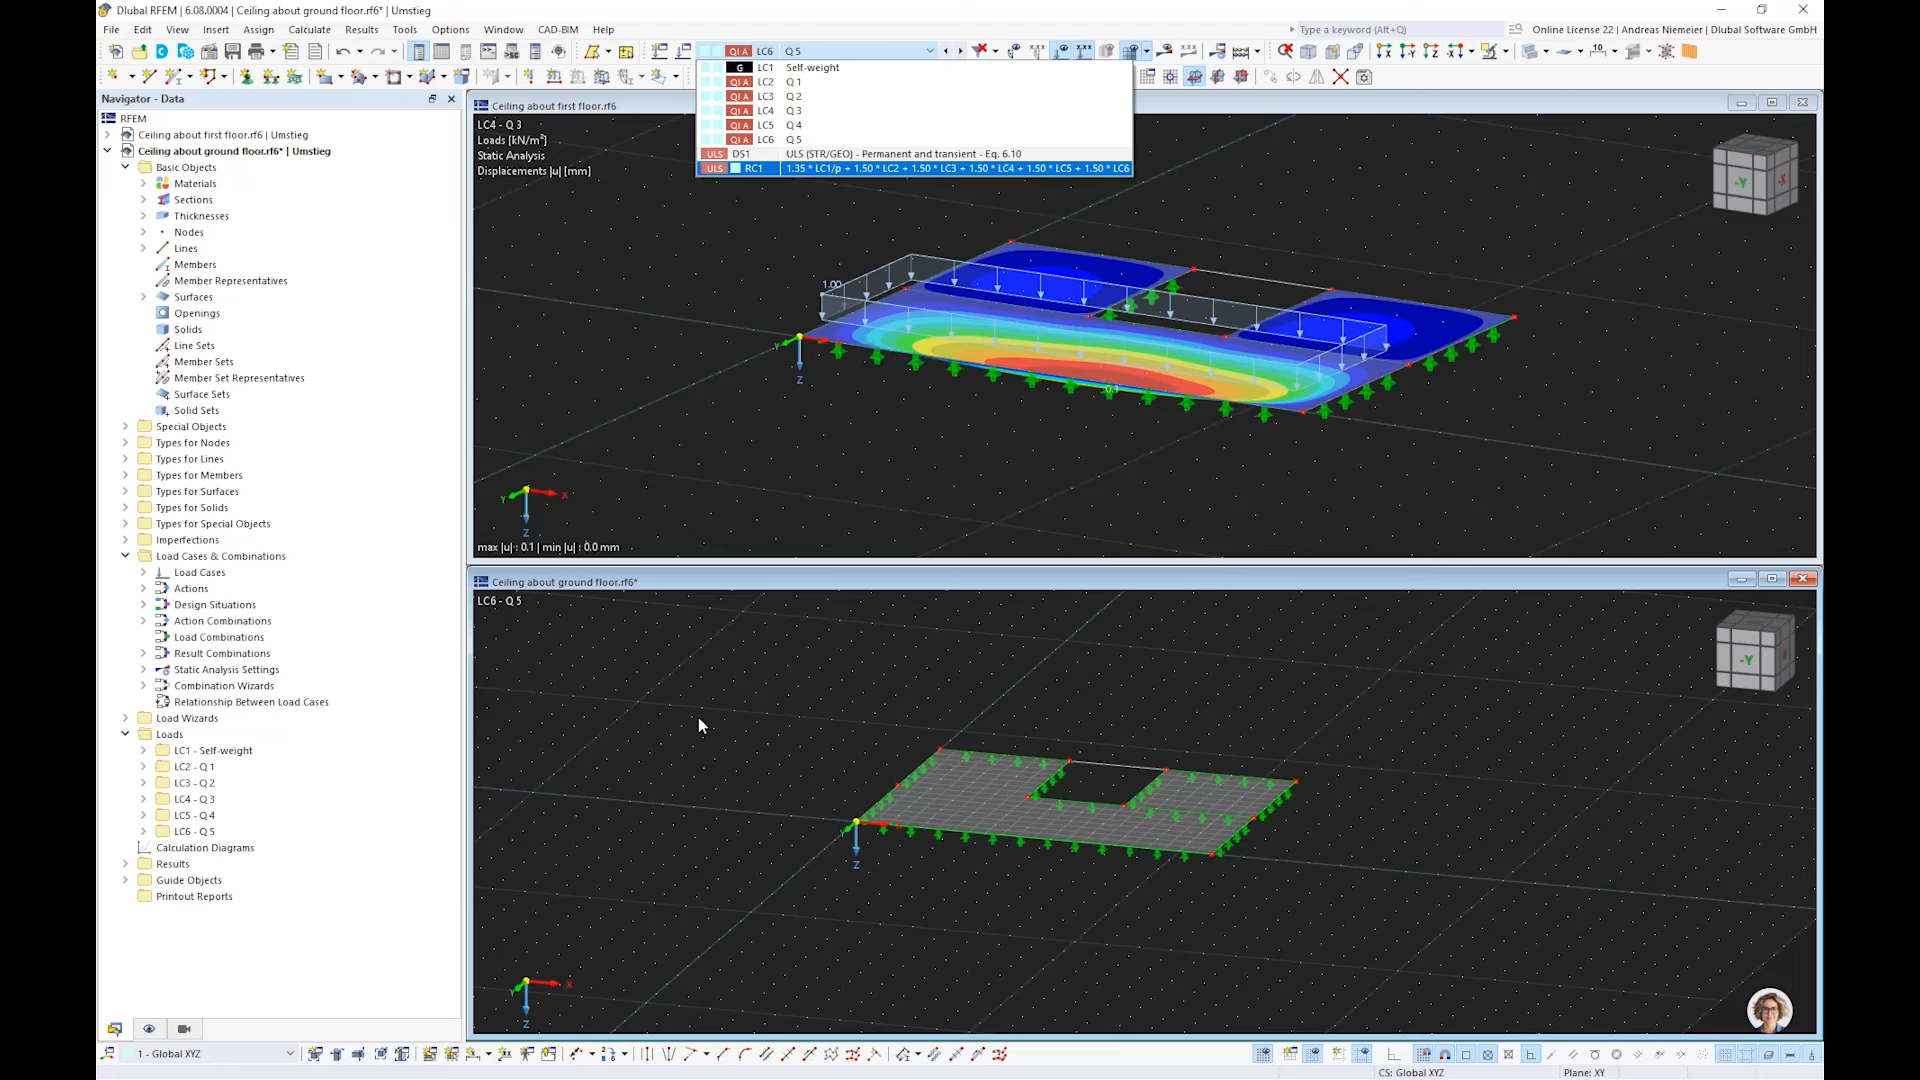 Dlubal RFEM | 6.08.0004 | Ceiling about ground floor.rf6* | Umstieg
File Edit View Insert Assign Calculate Results Tools Options Window CAD-BIM Help
Type a keyword (Alt+Q)
Online License 22 | Andreas Niemeier | Dlubal Software GmbH
QI A LC6 Q 5
G LC1 Self-weight
QI A LC2 Q 1
QI A LC3 Q 2
QI A LC4 Q 3
QI A LC5 Q 4
QI A LC6 Q 5
ULS DS1 ULS (STR/GEO) - Permanent and transient - Eq. 6.10
ULS RC1 1.35 * LC1/p + 1.50 * LC2 + 1.50 * LC3 + 1.50 * LC4 + 1.50 * LC5 + 1.50 * LC6
Navigator - Data
RFEM
Ceiling about first floor.rf6 | Umstieg
Ceiling about ground floor.rf6* | Umstieg
Basic Objects
Materials
Sections
Thicknesses
Nodes
Lines
Members
Member Representatives
Surfaces
Openings
Solids
Line Sets
Member Sets
Member Set Representatives
Surface Sets
Solid Sets
Special Objects
Types for Nodes
Types for Lines
Types for Members
Types for Surfaces
Types for Solids
Types for Special Objects
Imperfections
Load Cases & Combinations
Load Cases
Actions
Design Situations
Action Combinations
Load Combinations
Result Combinations
Static Analysis Settings
Combination Wizards
Relationship Between Load Cases
Load Wizards
Loads
LC1 - Self-weight
LC2 - Q 1
LC3 - Q 2
LC4 - Q 3
LC5 - Q 4
LC6 - Q 5
Calculation Diagrams
Results
Guide Objects
Printout Reports
1 - Global XYZ
Ceiling about first floor.rf6
LC4 - Q 3
Loads [kN/m²]
Static Analysis
Displacements |u| [mm]
-Y
-X
1.00
0.1
Y
Z
Y
X
Z
max |u| : 0.1 | min |u| : 0.0 mm
Ceiling about ground floor.rf6*
LC6 - Q 5
-Y
Y
Z
Y
X
Z
CS: Global XYZ
Plane: XY